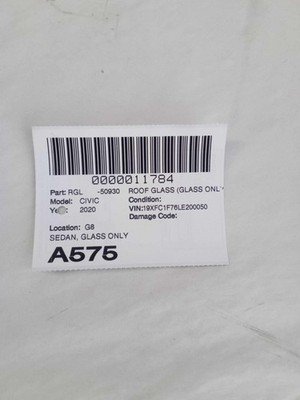 0000011784
Part: RGL -50930 ROOF GLASS (GLASS ONLY
Model: CIVIC Condition:
Year: 2020 VIN:19XFC1F76LE200050
Damage Code:
Location: G8
SEDAN, GLASS ONLY
A575